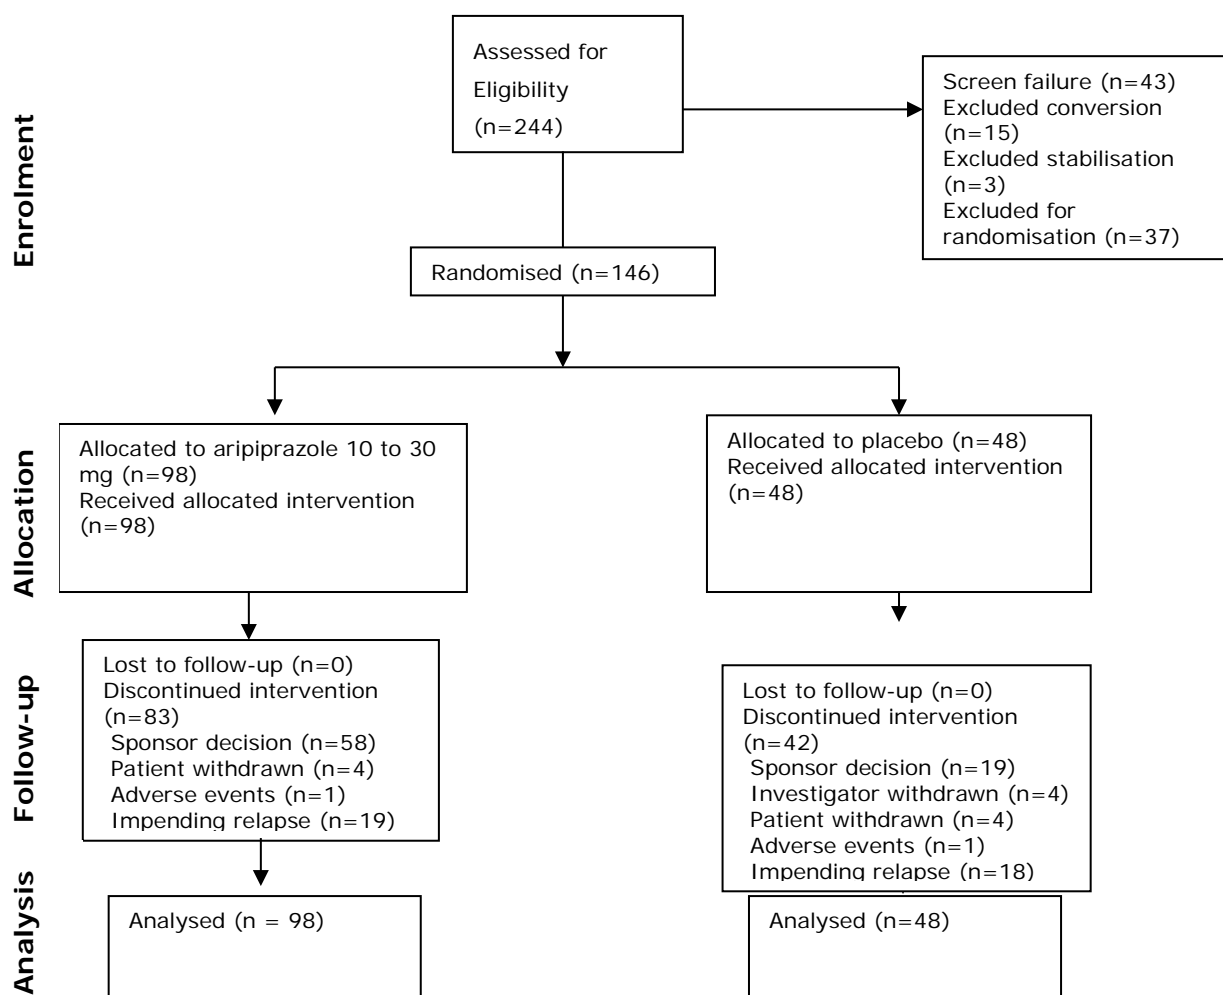 Enrolment
Assessed for
Eligibility
(n=244)
Screen failure (n=43)
Excluded conversion
(n=15)
Excluded stabilisation
(n=3)
Excluded for
randomisation (n=37)
Randomised (n=146)
Allocation
Allocated to aripiprazole 10 to 30
mg (n=98)
Received allocated intervention
(n=98)
Allocated to placebo (n=48)
Received allocated intervention
(n=48)
Follow-up
Lost to follow-up (n=0)
Discontinued intervention
(n=83)
Sponsor decision (n=58)
Patient withdrawn (n=4)
Adverse events (n=1)
Impending relapse (n=19)
Lost to follow-up (n=0)
Discontinued intervention
(n=42)
Sponsor decision (n=19)
Investigator withdrawn (n=4)
Patient withdrawn (n=4)
Adverse events (n=1)
Impending relapse (n=18)
Analysis
Analysed (n = 98)
Analysed (n=48)